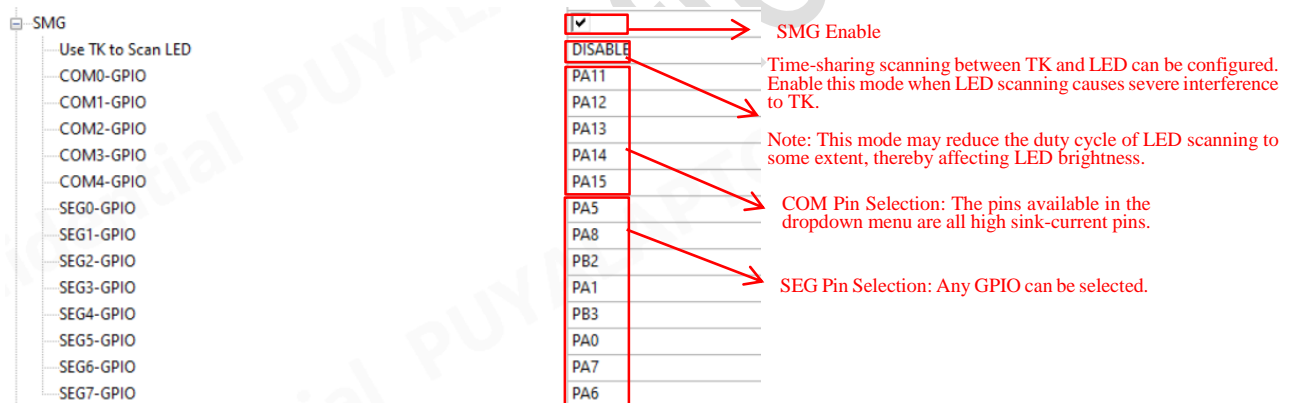 SMG
SMG Enable
Use TK to Scan LED DISABLE
Time-sharing scanning between TK and LED can be configured.
Enable this mode when LED scanning causes severe interference
to TK.
COM0-GPIO PA11
COM1-GPIO PA12
COM2-GPIO PA13
Note: This mode may reduce the duty cycle of LED scanning to
some extent, thereby affecting LED brightness.
COM3-GPIO PA14
COM4-GPIO PA15
COM Pin Selection: The pins available in the
dropdown menu are all high sink-current pins.
SEG0-GPIO PA5
SEG1-GPIO PA8
SEG2-GPIO PB2
SEG3-GPIO PA1
SEG Pin Selection: Any GPIO can be selected.
SEG4-GPIO PB3
SEG5-GPIO PA0
SEG6-GPIO PA7
SEG7-GPIO PA6